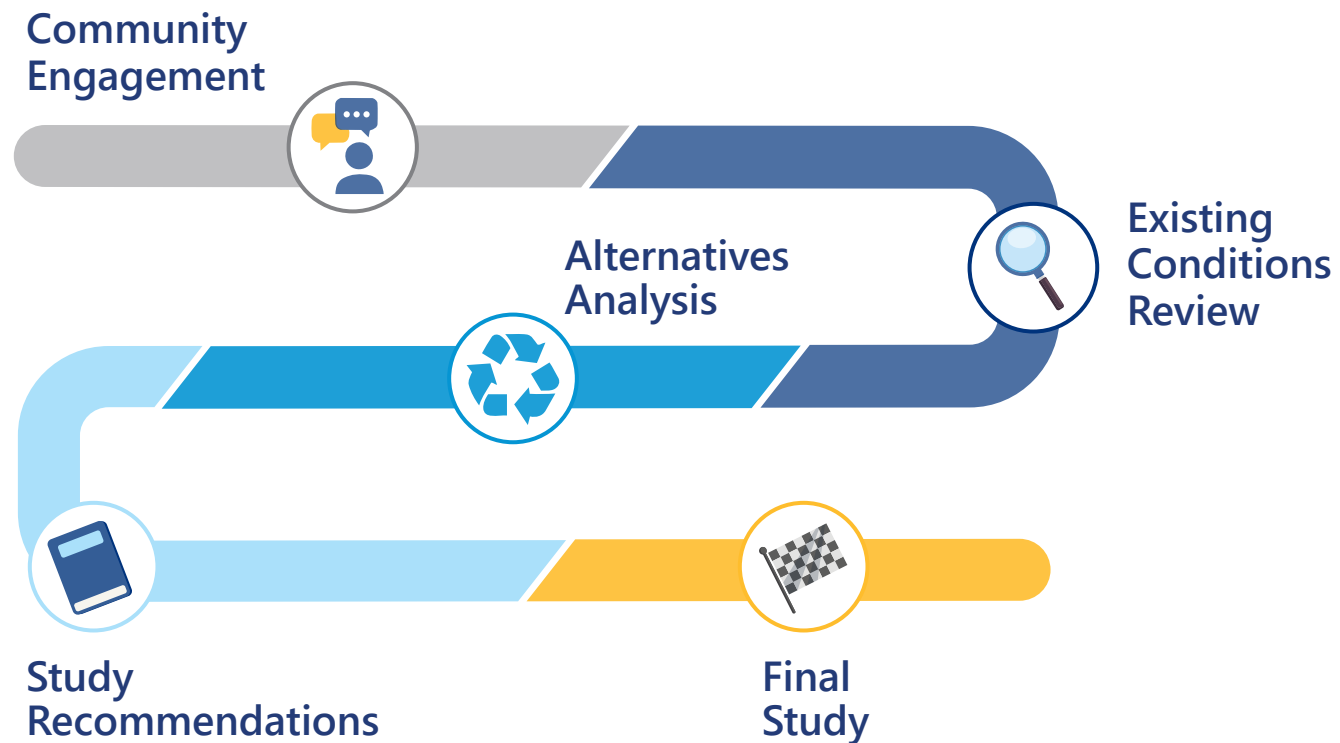 Community
Engagement
Existing
Conditions
Review
Alternatives
Analysis
Study
Recommendations
Final
Study